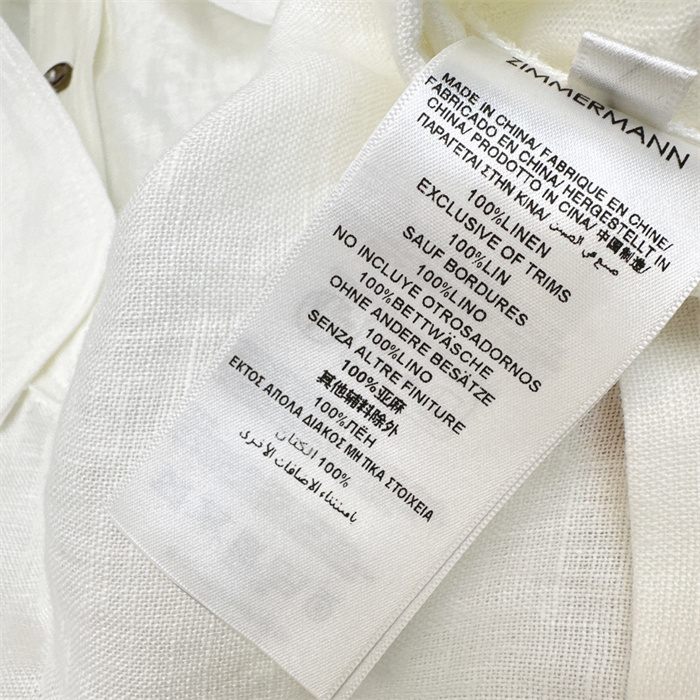 ZIMMERMANN
MADE IN CHINA/ FABRIQUE EN CHINE/
FABRICADO EN CHINA/ HERGESTELLT IN
CHINA/ PRODOTTO IN CINA/ 中国制造/
ΠΑΡΑΓΕΤΑΙ ΣΤΗΝ ΚΙΝΑ/ صنع في الصين
100%LINEN
EXCLUSIVE OF TRIMS
100%LIN
SAUF BORDURES
100%LINO
NO INCLUYE OTROSADORNOS
100%BETTWÄSCHE
OHNE ANDERE BESÄTZE
100%LINO
SENZA ALTRE FINITURE
100%亚麻
其他辅料除外
100%ΠËH
ΕΚΤΟΣ ΑΠΟΛΑ ΔΙΑΚΟΣ ΜΗ ΤΙΚΑ ΣΤΟΙΧΕΙΑ
100% الكتان
باستثناء الاضافات الأخرى